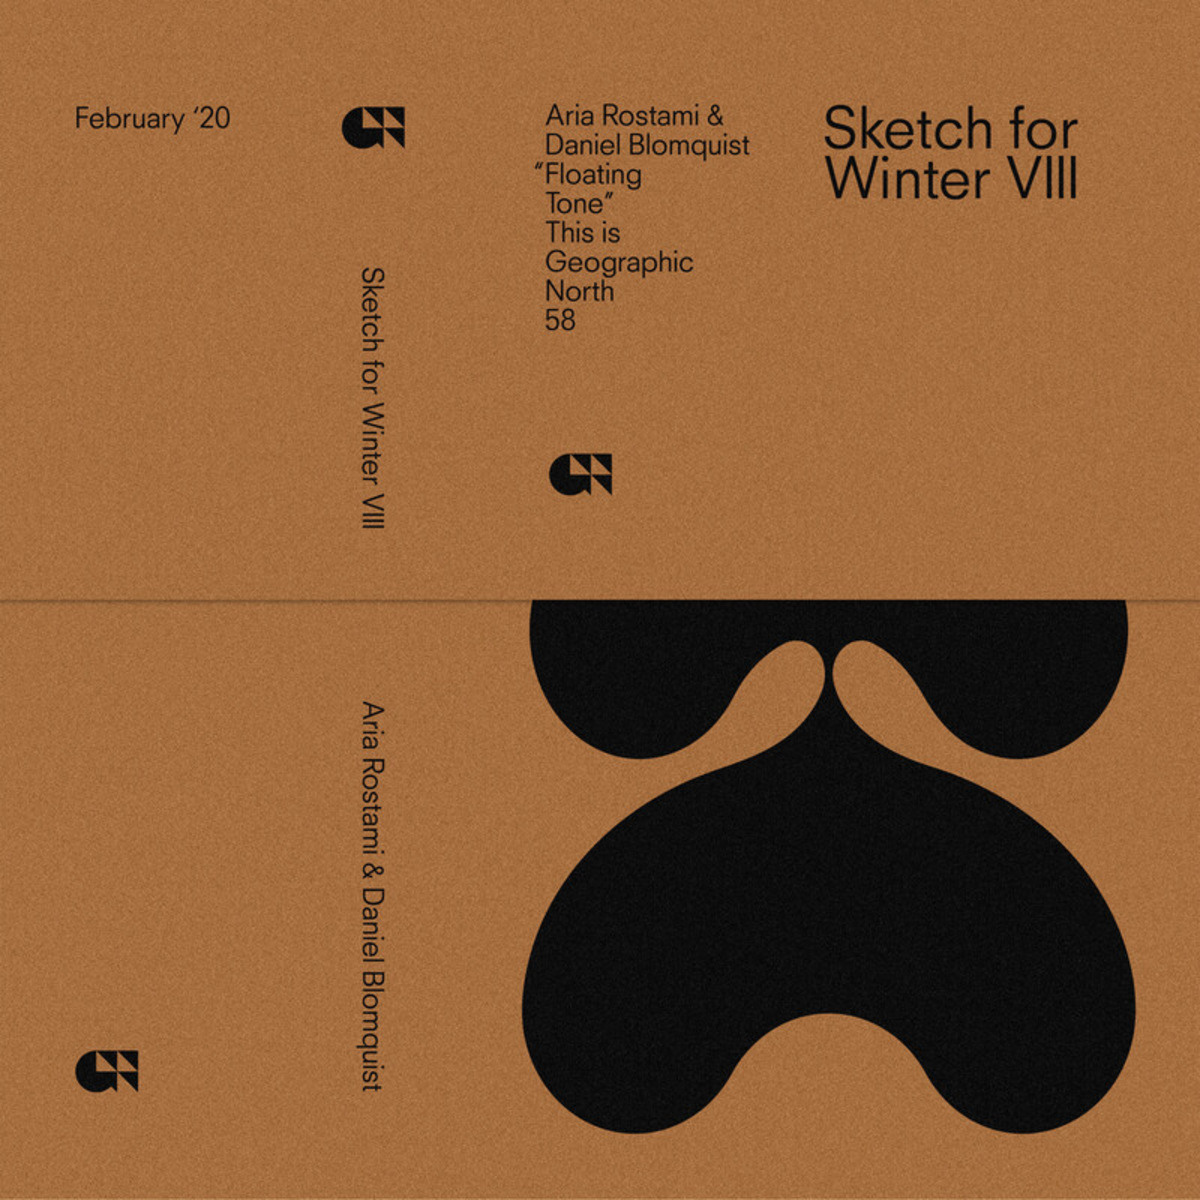 February ‘20
Aria Rostami &
Daniel Blomquist
“Floating
Tone”
This is
Geographic
North
58
Sketch for
Winter VIII
Sketch for Winter VIII
Aria Rostami & Daniel Blomquist